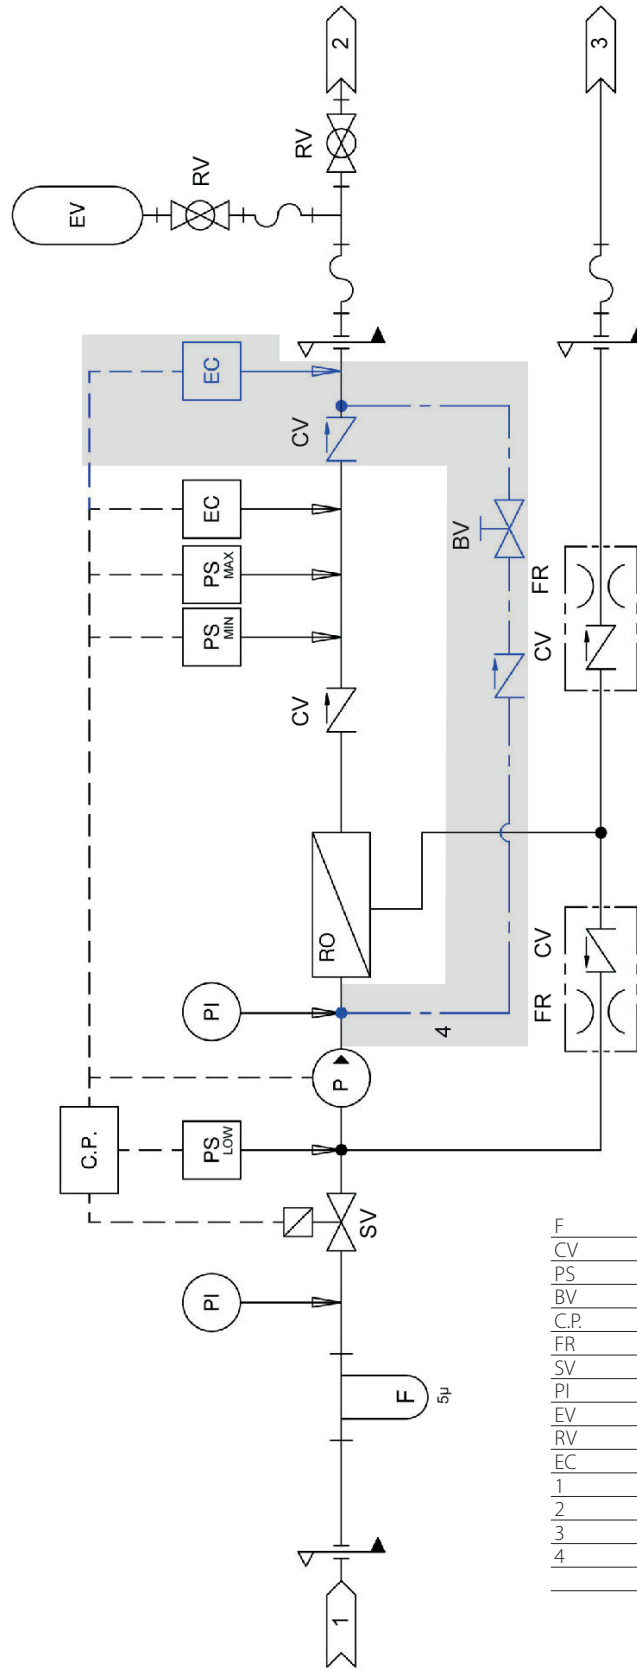 2
3
RV
RV
EV
EC
CV
EC
PS MAX
PS MIN
BV
FR
CV
CV
RO
PI
4
FR
CV
P
C.P.
PS LOW
SV
PI
F
5µ
1
F
CV
PS
BV
C.P.
FR
SV
PI
EV
RV
EC
1
2
3
4